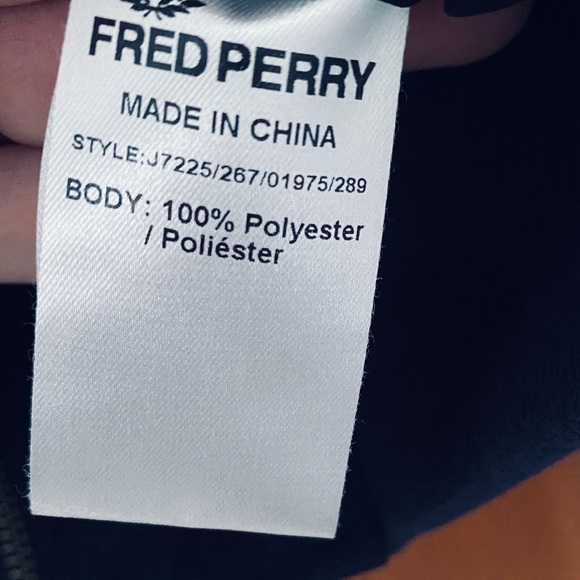 FRED PERRY
MADE IN CHINA
STYLE:J7225/267/01975/289
BODY: 100% Polyester
/ Poliéster